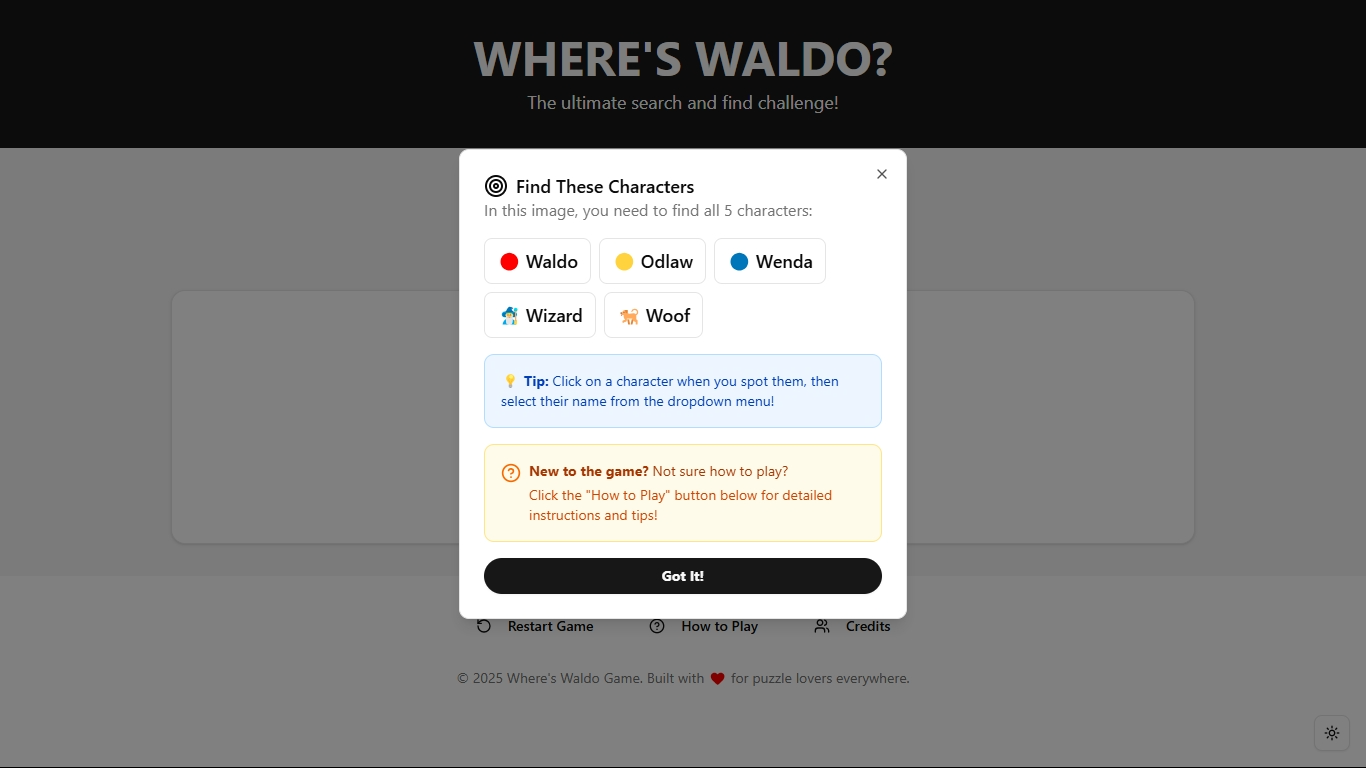 WHERE'S WALDO?
The ultimate search and find challenge!
Find These Characters
In this image, you need to find all 5 characters:
Waldo
Odlaw
Wenda
Wizard
Woof
Tip: Click on a character when you spot them, then
select their name from the dropdown menu!
New to the game? Not sure how to play?
Click the "How to Play" button below for detailed
instructions and tips!
Got It!
Restart Game
How to Play
Credits
© 2025 Where's Waldo Game. Built with ❤ for puzzle lovers everywhere.